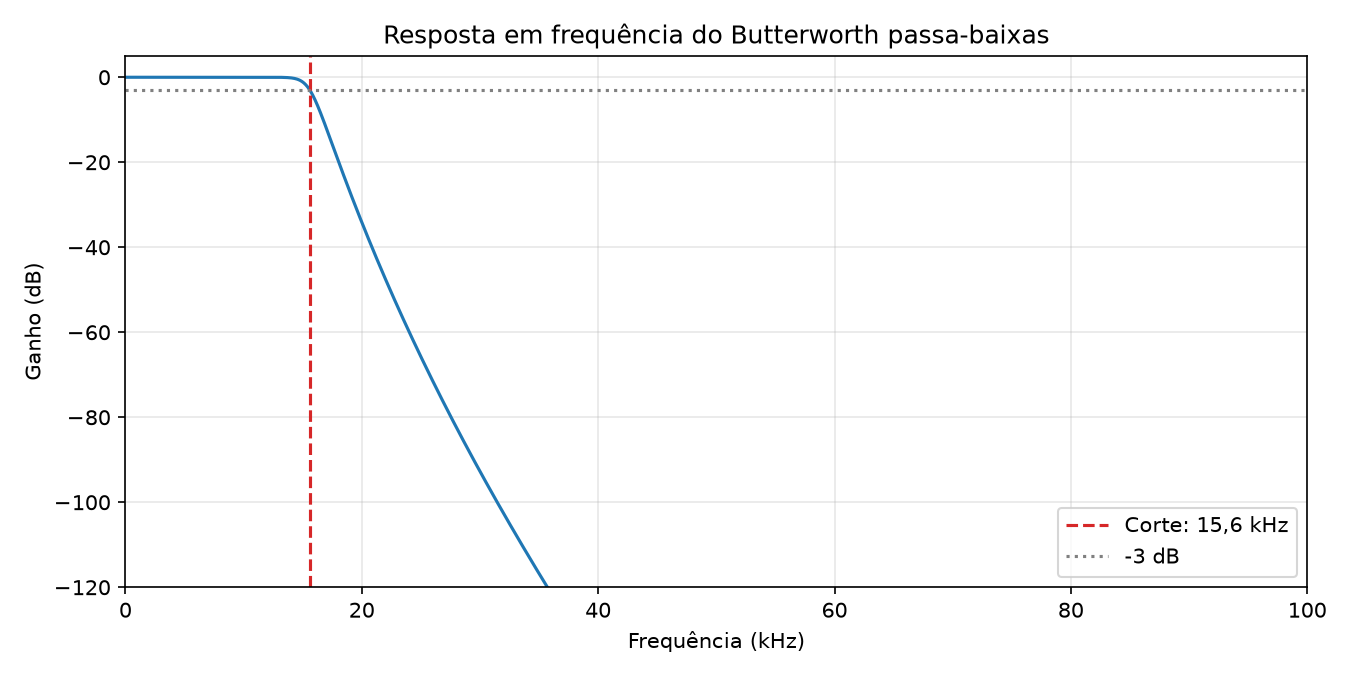 Resposta em frequência do Butterworth passa-baixas
Ganho (dB)
0
−20
−40
−60
−80
−100
−120
0 20 40 60 80 100
Frequência (kHz)
Corte: 15,6 kHz
-3 dB